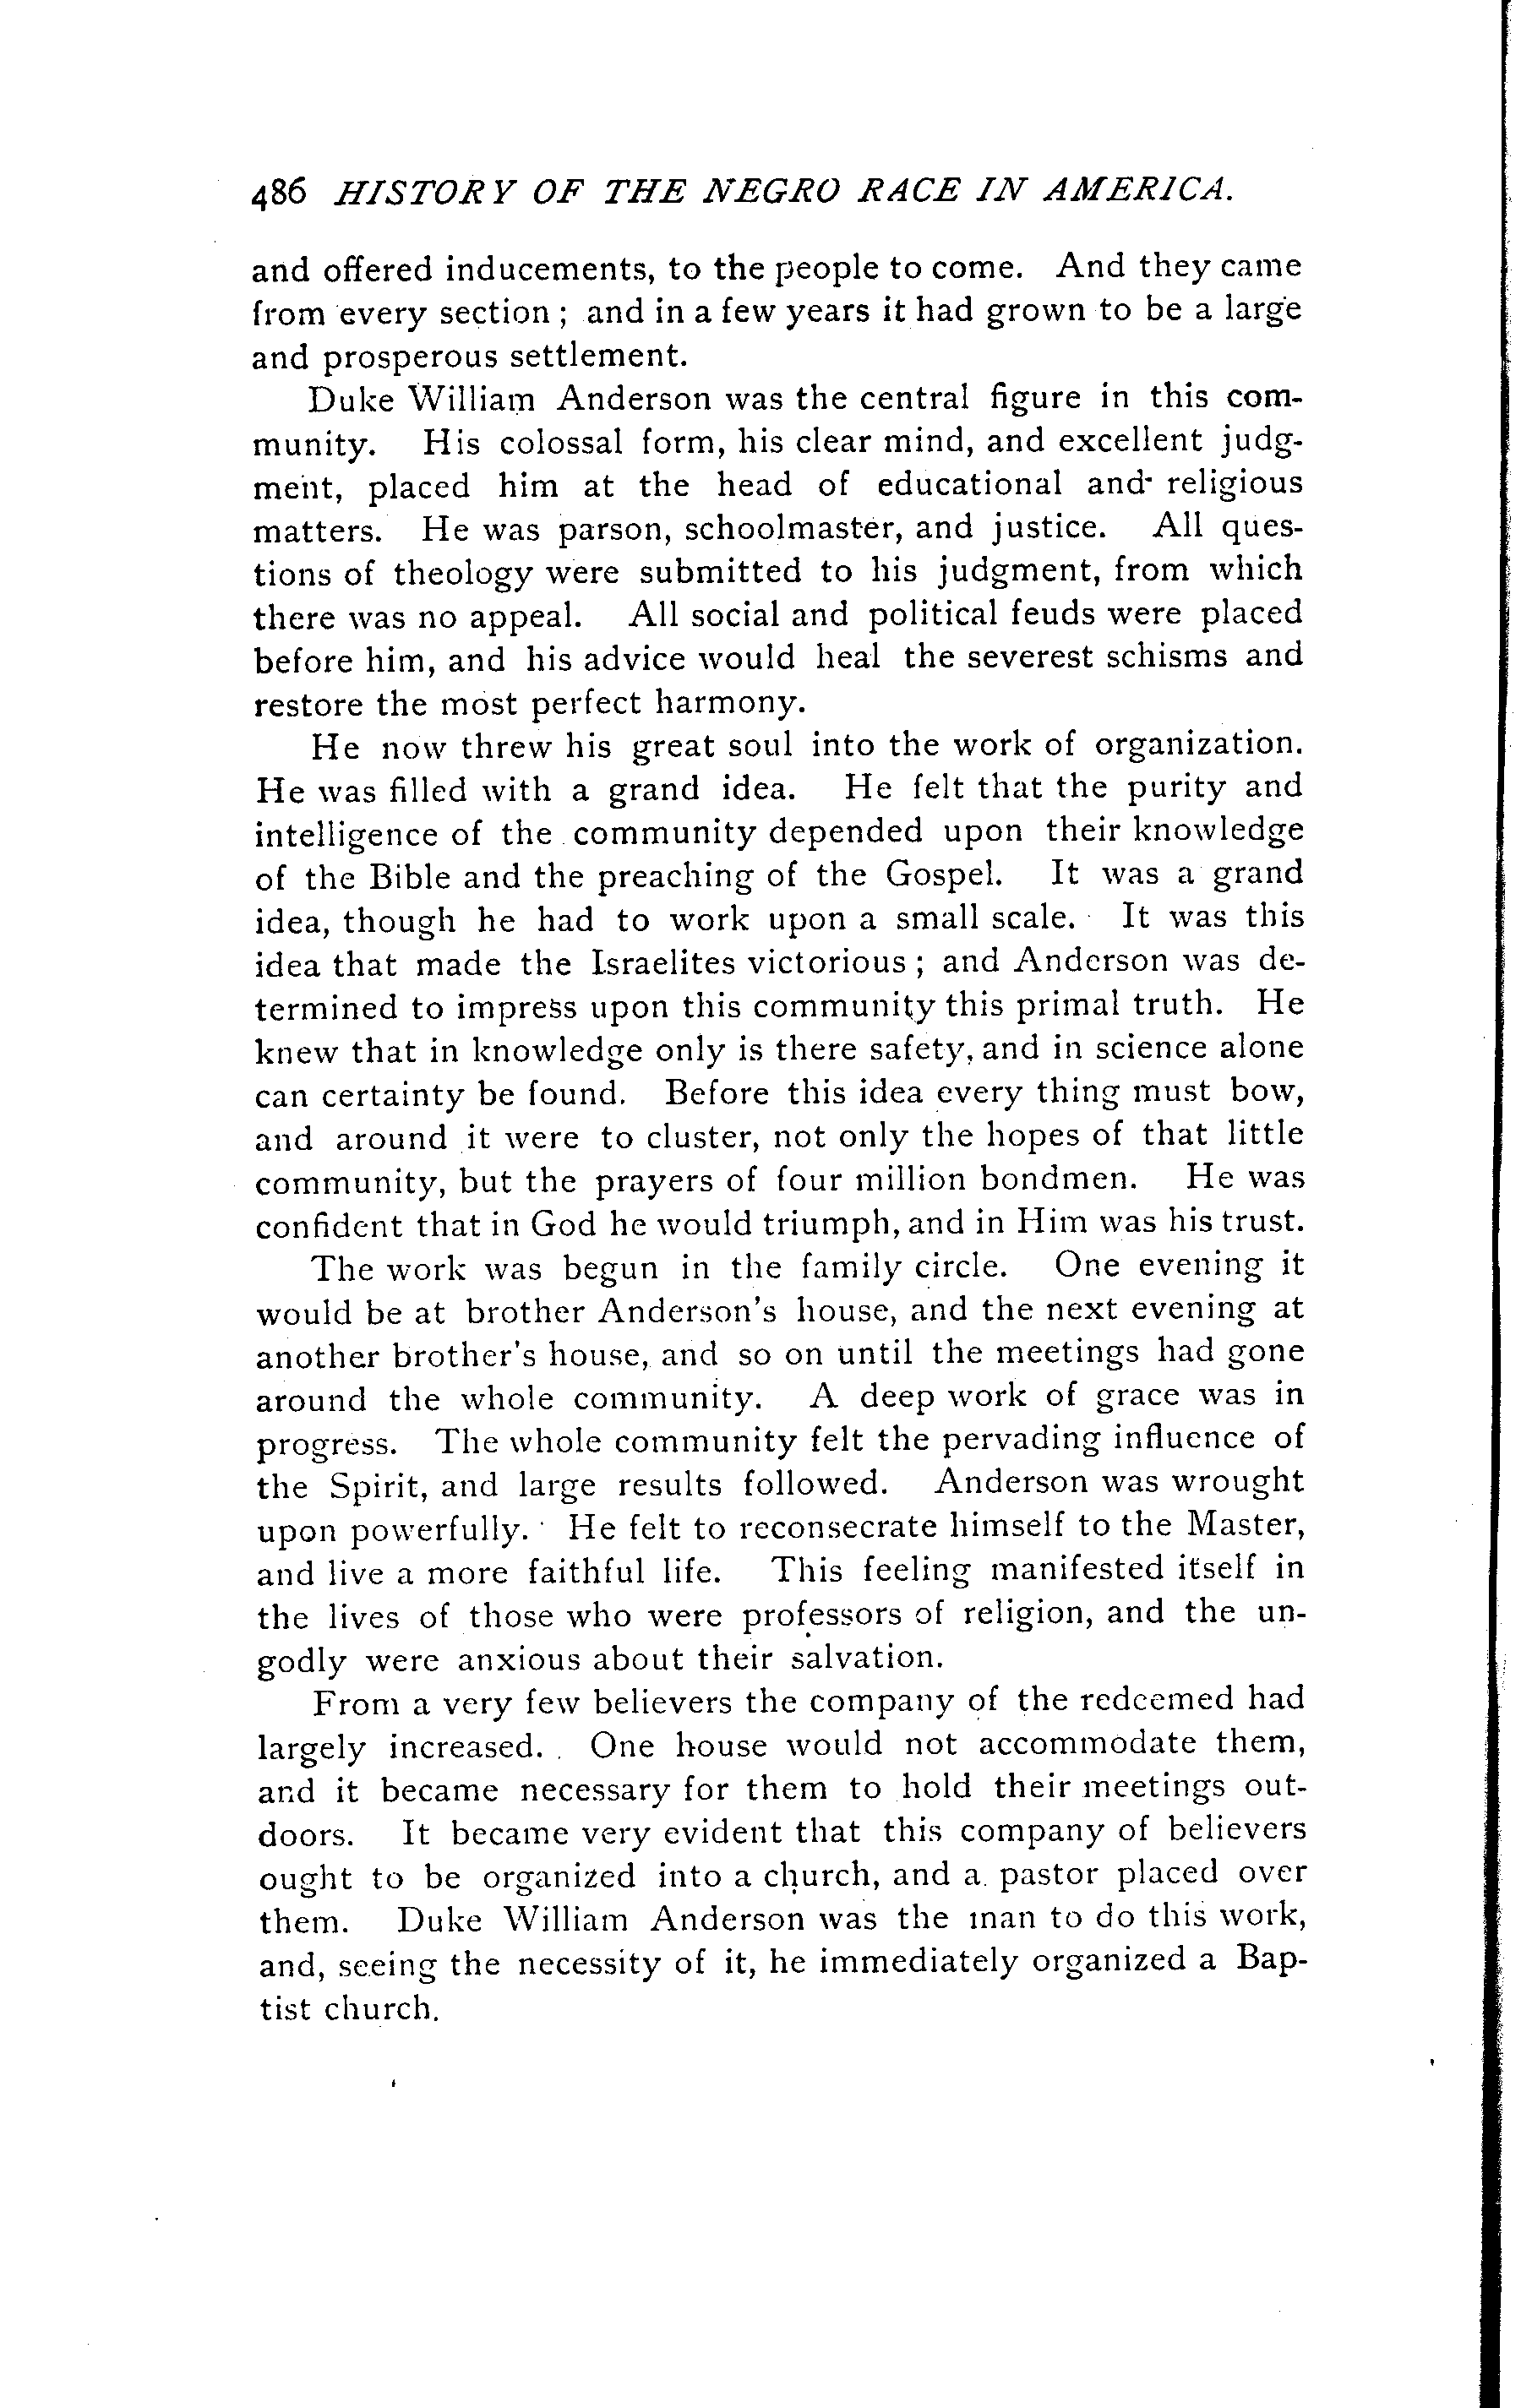 486 HISTORY OF THE NEGRO RACE IN AMERICA.
and offered inducements, to the people to come. And they came
from every section; and in a few years it had grown to be a large
and prosperous settlement.
Duke William Anderson was the central figure in this com-
munity. His colossal form, his clear mind, and excellent judg-
ment, placed him at the head of educational and religious
matters. He was parson, schoolmaster, and justice. All ques-
tions of theology were submitted to his judgment, from which
there was no appeal. All social and political feuds were placed
before him, and his advice would heal the severest schisms and
restore the most perfect harmony.
He now threw his great soul into the work of organization.
He was filled with a grand idea. He felt that the purity and
intelligence of the community depended upon their knowledge
of the Bible and the preaching of the Gospel. It was a grand
idea, though he had to work upon a small scale. It was this
idea that made the Israelites victorious; and Anderson was de-
termined to impress upon this community this primal truth. He
knew that in knowledge only is there safety, and in science alone
can certainty be found. Before this idea every thing must bow,
and around it were to cluster, not only the hopes of that little
community, but the prayers of four million bondmen. He was
confident that in God he would triumph, and in Him was his trust.
The work was begun in the family circle. One evening it
would be at brother Anderson's house, and the next evening at
another brother's house, and so on until the meetings had gone
around the whole community. A deep work of grace was in
progress. The whole community felt the pervading influence of
the Spirit, and large results followed. Anderson was wrought
upon powerfully. He felt to reconsecrate himself to the Master,
and live a more faithful life. This feeling manifested itself in
the lives of those who were professors of religion, and the un-
godly were anxious about their salvation.
From a very few believers the company of the redeemed had
largely increased. One house would not accommodate them,
and it became necessary for them to hold their meetings out-
doors. It became very evident that this company of believers
ought to be organized into a church, and a pastor placed over
them. Duke William Anderson was the man to do this work,
and, seeing the necessity of it, he immediately organized a Bap-
tist church.